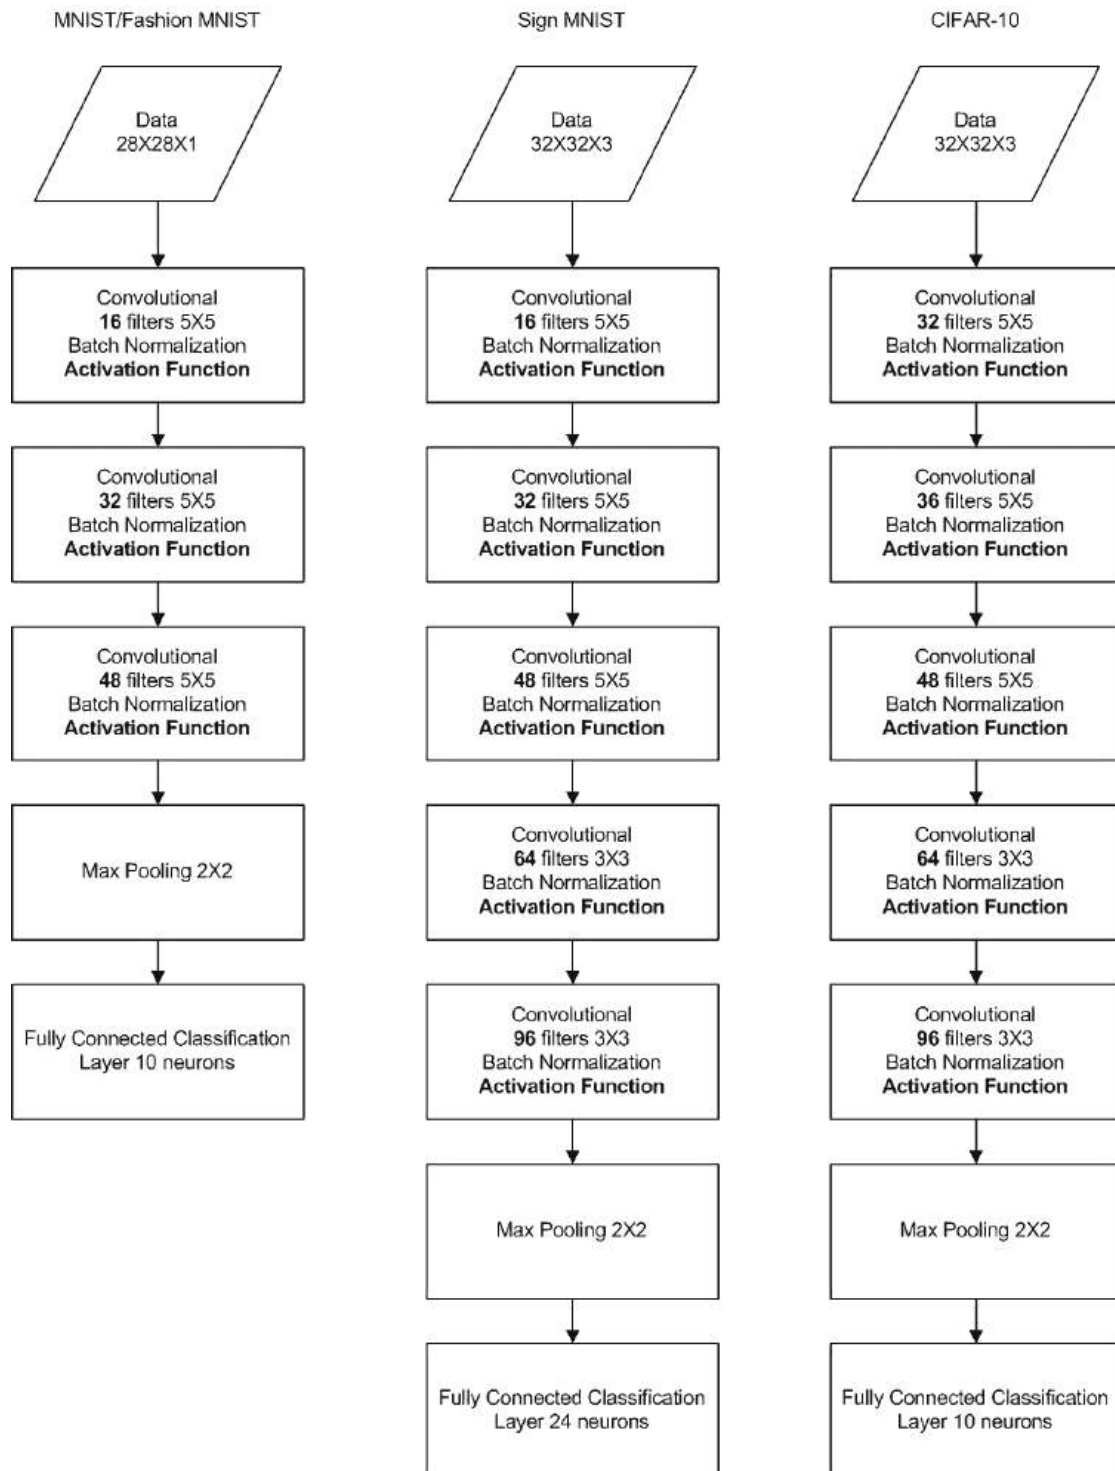 MNIST/Fashion MNIST
Data
28X28X1
Convolutional
16 filters 5X5
Batch Normalization
Activation Function
Convolutional
32 filters 5X5
Batch Normalization
Activation Function
Convolutional
48 filters 5X5
Batch Normalization
Activation Function
Max Pooling 2X2
Fully Connected Classification
Layer 10 neurons
Sign MNIST
Data
32X32X3
Convolutional
16 filters 5X5
Batch Normalization
Activation Function
Convolutional
32 filters 5X5
Batch Normalization
Activation Function
Convolutional
48 filters 5X5
Batch Normalization
Activation Function
Convolutional
64 filters 3X3
Batch Normalization
Activation Function
Convolutional
96 filters 3X3
Batch Normalization
Activation Function
Max Pooling 2X2
Fully Connected Classification
Layer 24 neurons
CIFAR-10
Data
32X32X3
Convolutional
32 filters 5X5
Batch Normalization
Activation Function
Convolutional
36 filters 5X5
Batch Normalization
Activation Function
Convolutional
48 filters 5X5
Batch Normalization
Activation Function
Convolutional
64 filters 3X3
Batch Normalization
Activation Function
Convolutional
96 filters 3X3
Batch Normalization
Activation Function
Max Pooling 2X2
Fully Connected Classification
Layer 10 neurons